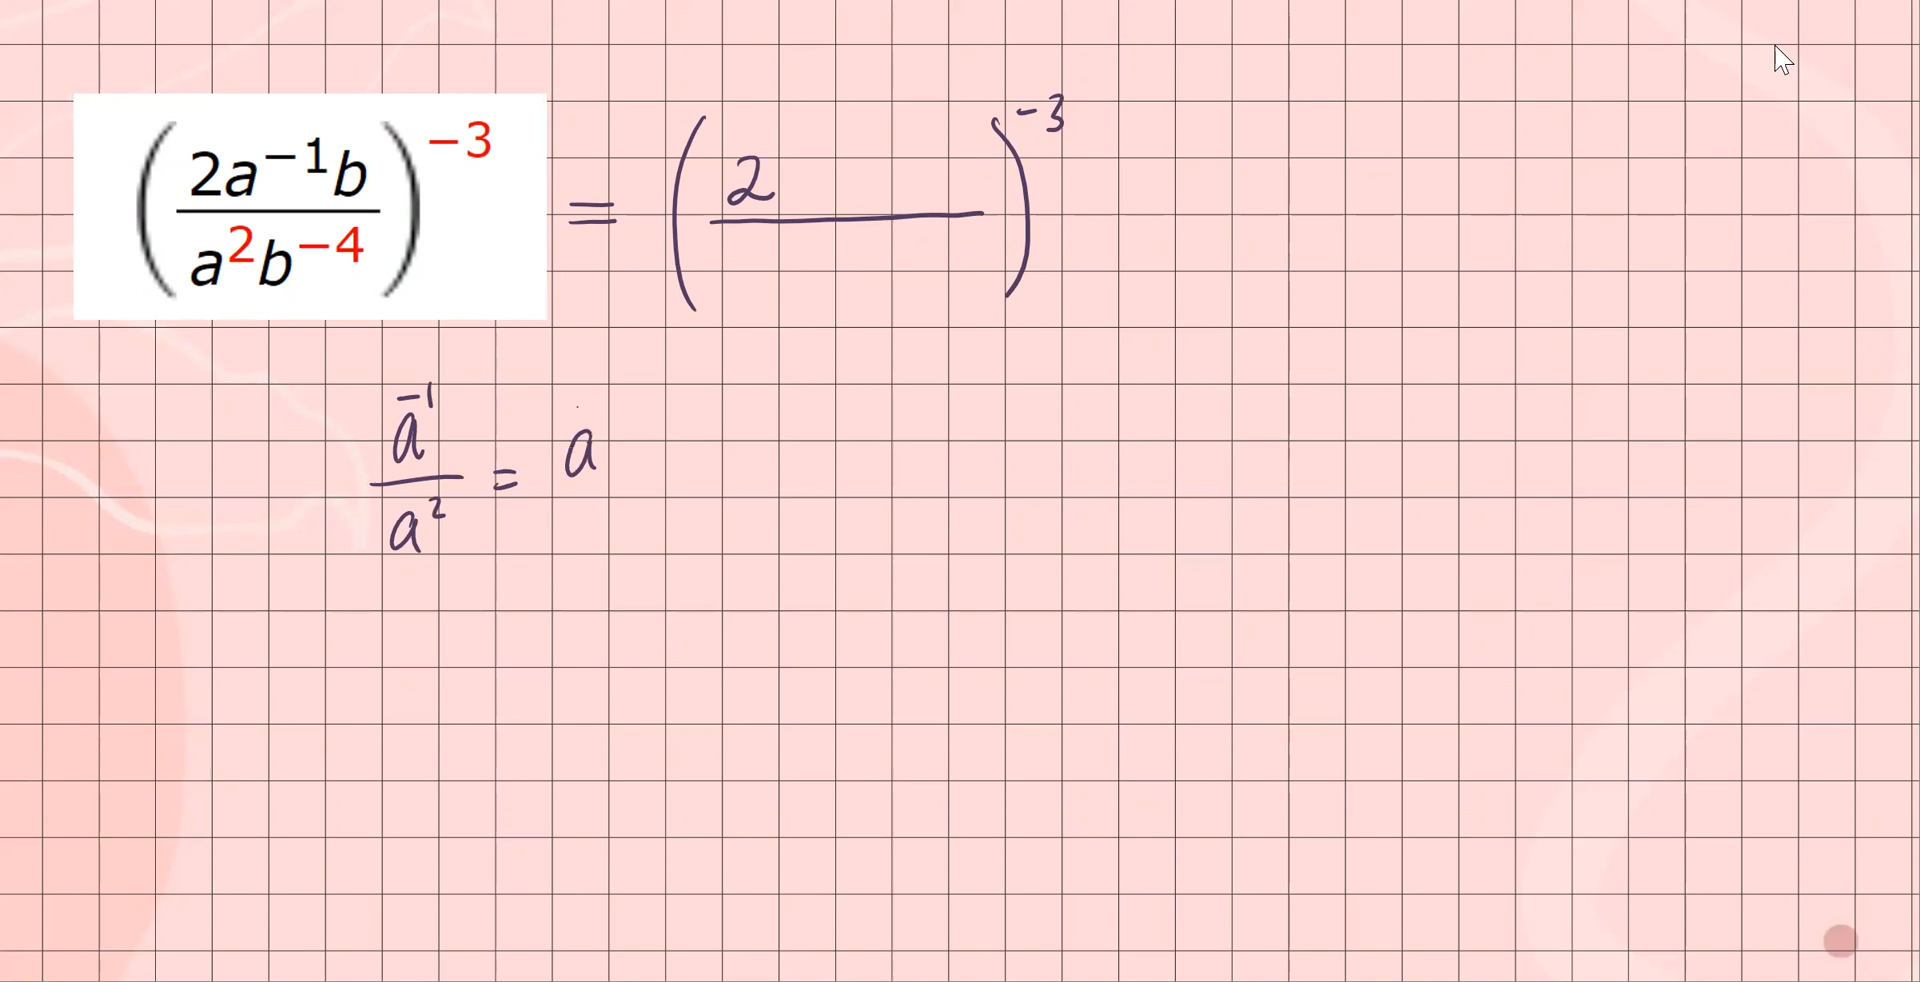 (2a⁻¹b / a²b⁻⁴)⁻³ = (2 / )⁻³
a⁻¹ / a² = a